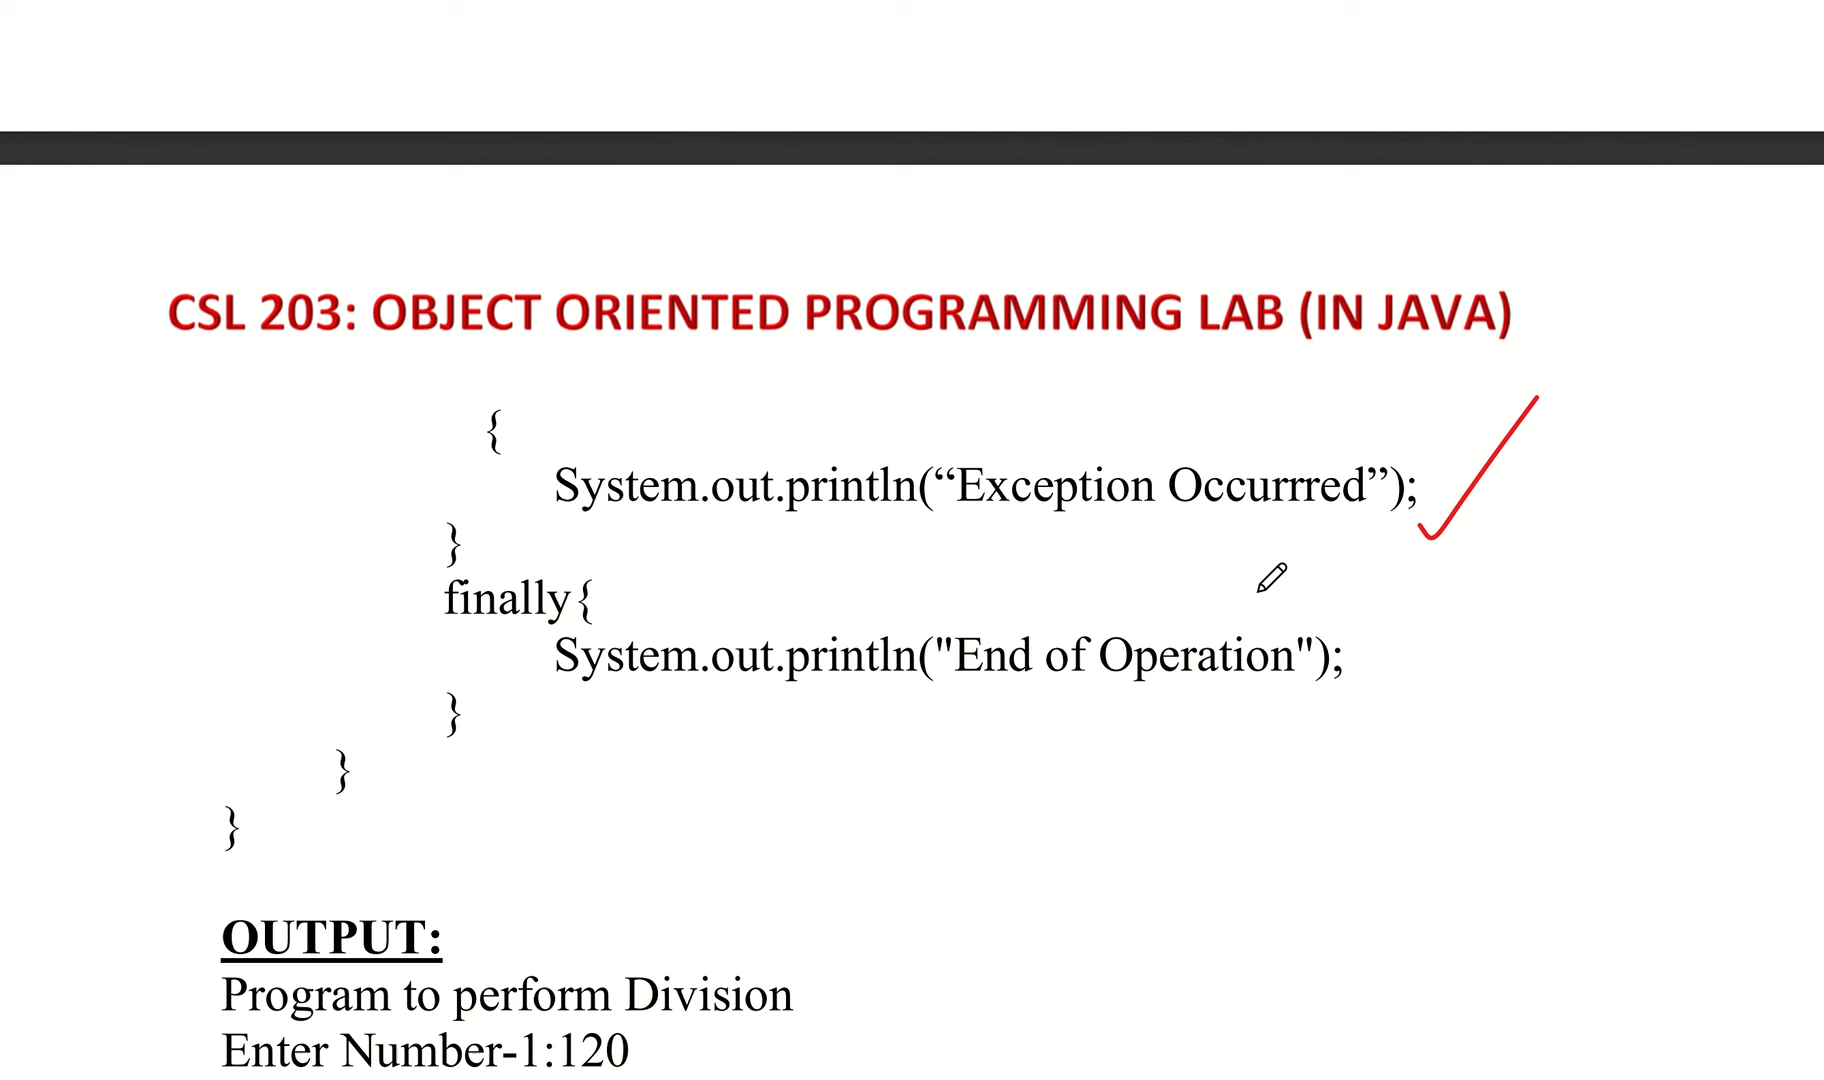 CSL 203: OBJECT ORIENTED PROGRAMMING LAB (IN JAVA)
{
System.out.println(“Exception Occurrred”);
}
finally{
System.out.println("End of Operation");
}
}
}
OUTPUT:
Program to perform Division
Enter Number-1:120